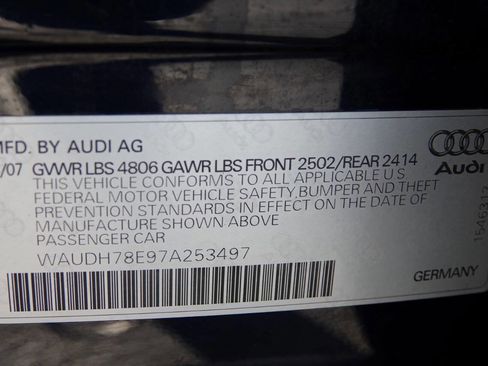 MFD. BY AUDI AG
/07 GVWR LBS 4806 GAWR LBS FRONT 2502/REAR 2414
THIS VEHICLE CONFORMS TO ALL APPLICABLE U S
FEDERAL MOTOR VEHICLE SAFETY, BUMPER AND THEFT
PREVENTION STANDARDS IN EFFECT ON THE DATE OF
MANUFACTURE SHOWN ABOVE
PASSENGER CAR
WAUDH78E97A253497
Audi
GERMANY